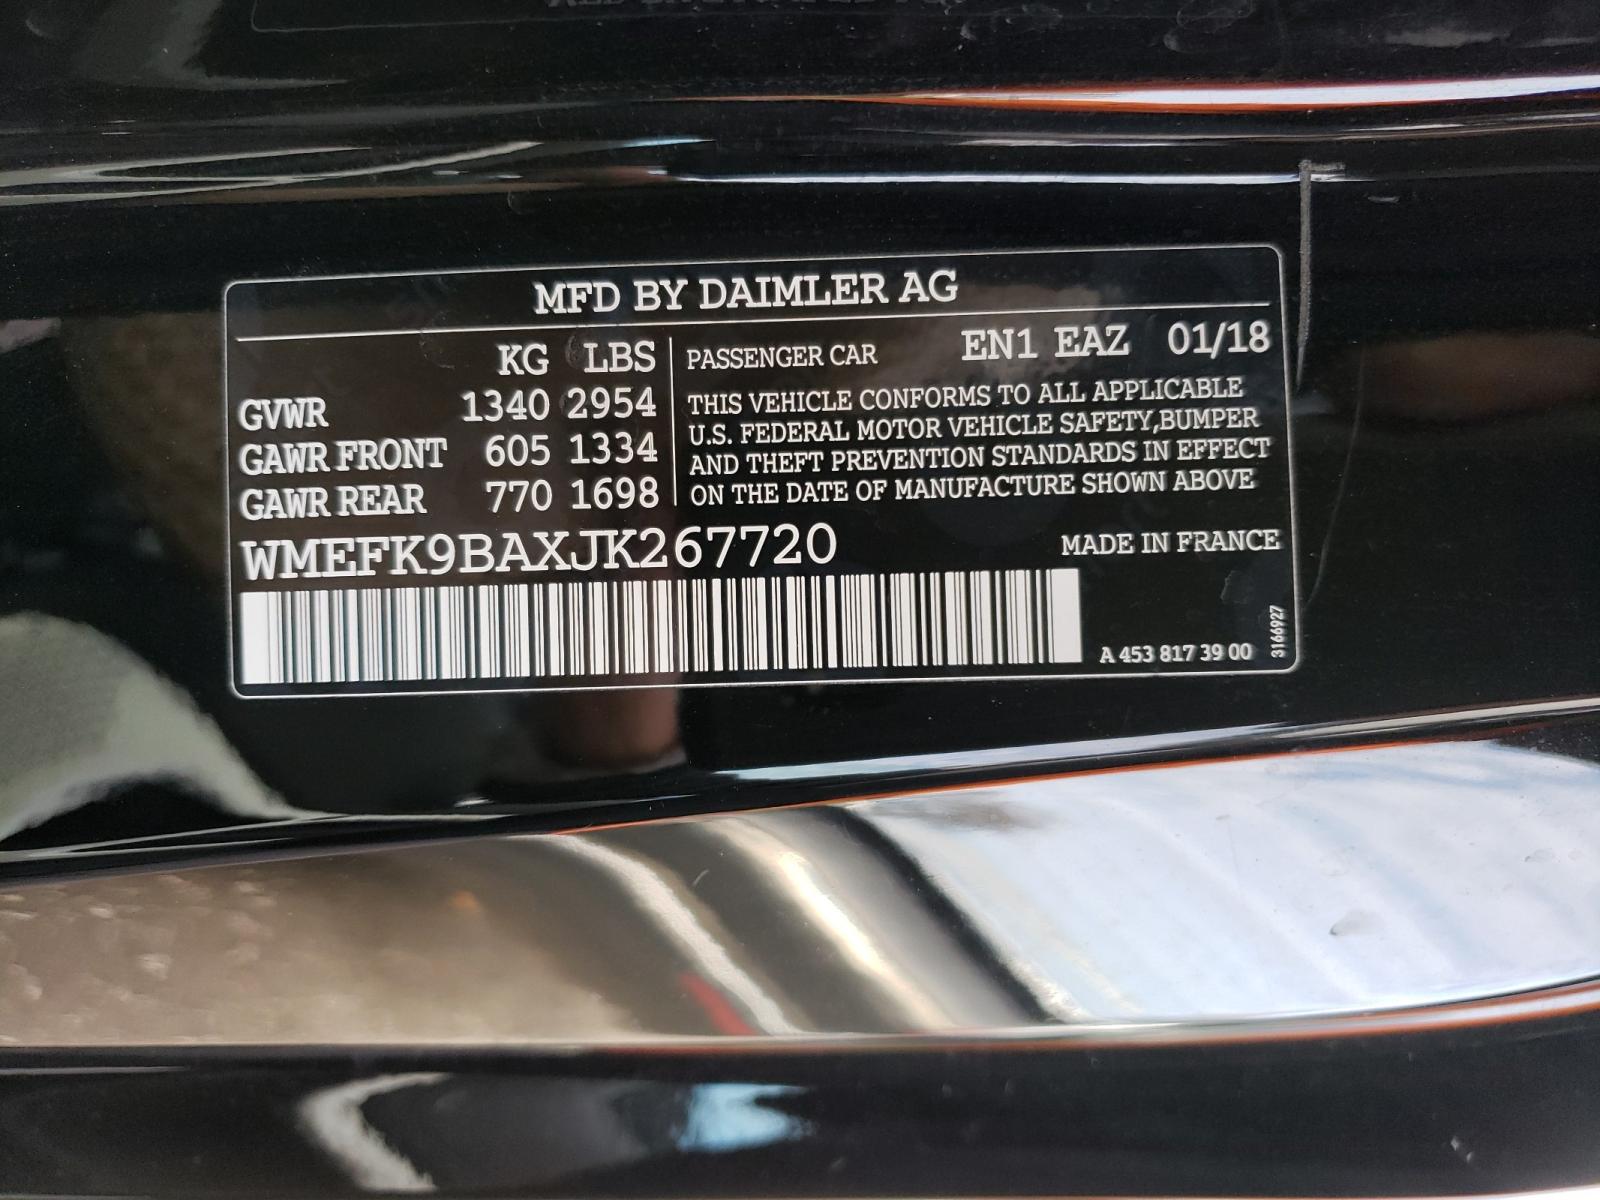 MFD BY DAIMLER AG
KG LBS
GVWR 1340 2954
GAWR FRONT 605 1334
GAWR REAR 770 1698
PASSENGER CAR EN1 EAZ 01/18
THIS VEHICLE CONFORMS TO ALL APPLICABLE
U.S. FEDERAL MOTOR VEHICLE SAFETY,BUMPER
AND THEFT PREVENTION STANDARDS IN EFFECT
ON THE DATE OF MANUFACTURE SHOWN ABOVE
WMEFK9BAXJK267720
MADE IN FRANCE
A 453 817 39 00
3166927